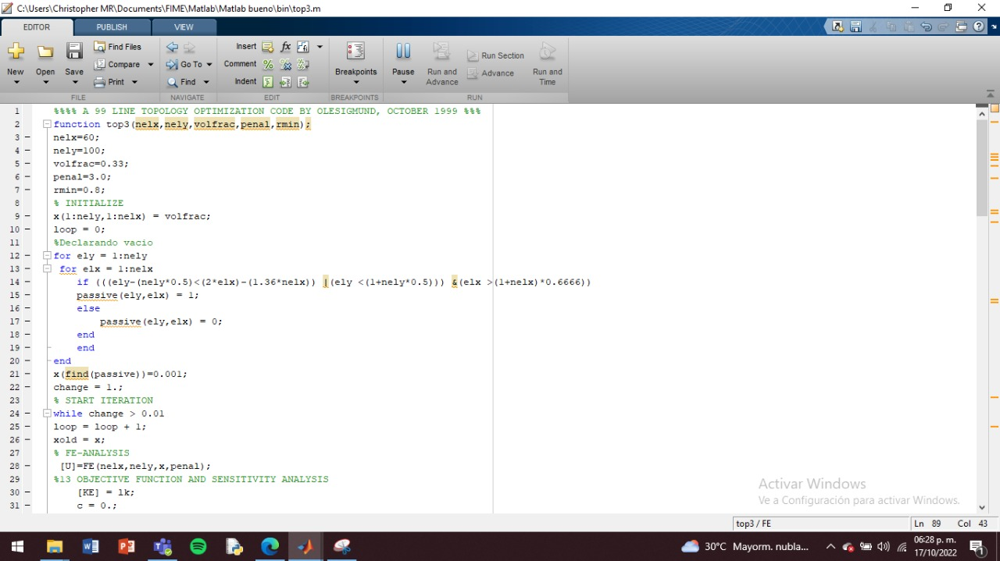 C:\Users\Christopher MR\Documents\FIME\Matlab\Matlab bueno\bin\top3.m
EDITOR PUBLISH VIEW
New Open Save Find Files Compare Print
Go To Find
Insert fx Comment Indent
Breakpoints Pause Run and Advance Run Section Advance Run and Time
FILE NAVIGATE EDIT BREAKPOINTS RUN
1 %%%% A 99 LINE TOPOLOGY OPTIMIZATION CODE BY OLESIGMUND, OCTOBER 1999 %%%
2 function top3(nelx,nely,volfrac,penal,rmin);
3 – nelx=60;
4 – nely=100;
5 – volfrac=0.33;
6 – penal=3.0;
7 – rmin=0.8;
8 % INITIALIZE
9 – x(1:nely,1:nelx) = volfrac;
10 – loop = 0;
11 %Declarando vacio
12 – for ely = 1:nely
13 – for elx = 1:nelx
14 – if (((ely-(nely*0.5)<(2*elx)-(1.36*nelx)) |(ely <(1+nely*0.5))) &(elx >(1+nelx)*0.6666))
15 – passive(ely,elx) = 1;
16 – else
17 – passive(ely,elx) = 0;
18 – end
19 – end
20 – end
21 – x(find(passive))=0.001;
22 – change = 1.;
23 % START ITERATION
24 – while change > 0.01
25 – loop = loop + 1;
26 – xold = x;
27 % FE-ANALYSIS
28 – [U]=FE(nelx,nely,x,penal);
29 %13 OBJECTIVE FUNCTION AND SENSITIVITY ANALYSIS
30 – [KE] = lk;
31 – c = 0.;
Activar Windows
Ve a Configuración para activar Windows.
top3 / FE Ln 89 Col 43
30°C Mayorm. nubla...
06:28 p. m.
17/10/2022
1